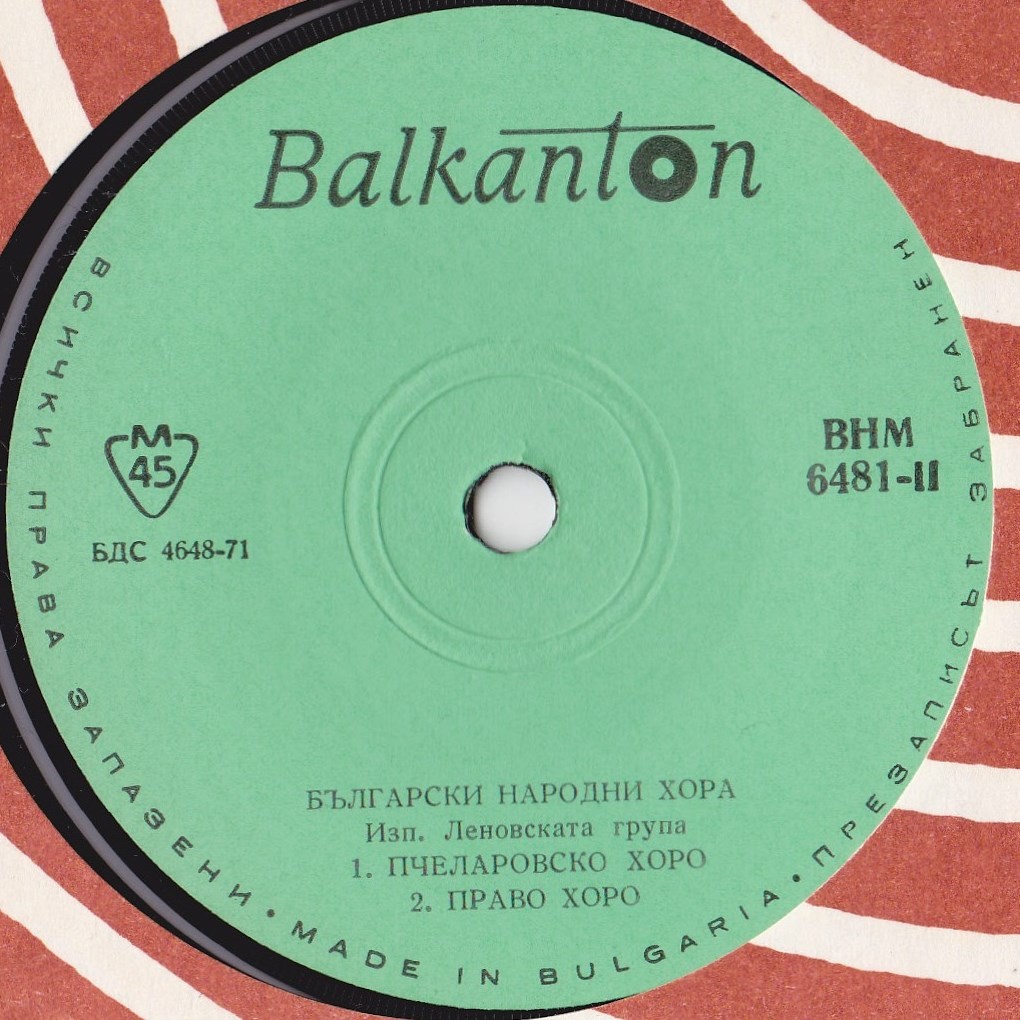 Balkanton
ВСИЧКИ ПРАВА ЗАПАЗЕНИ • MADE IN BULGARIA • ПРЕЗАПИСЪТ ЗАБРАНЕН
М
45
БДС 4648-71
ВНМ
6481-II
БЪЛГАРСКИ НАРОДНИ ХОРА
Изп. Леновската група
1. ПЧЕЛАРОВСКО ХОРО
2. ПРАВО ХОРО